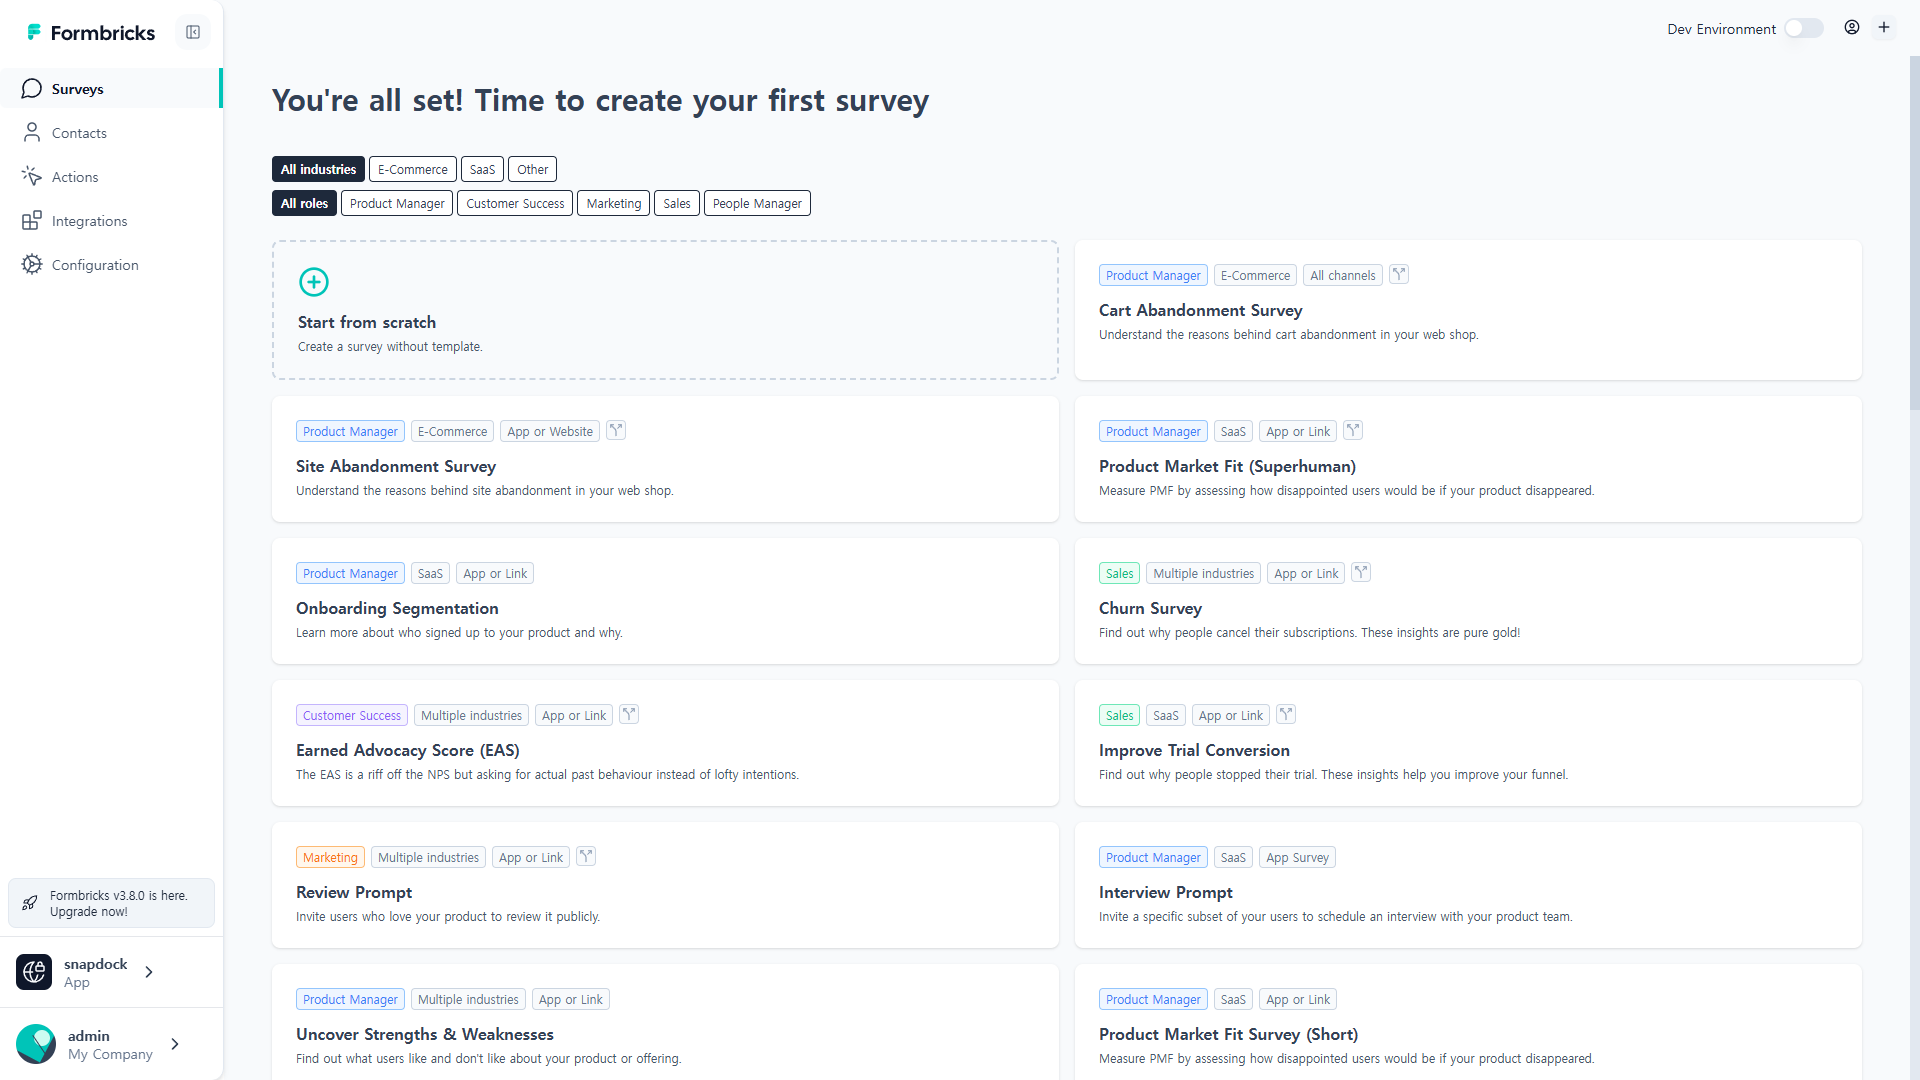 Formbricks
Dev Environment
Surveys
Contacts
Actions
Integrations
Configuration
You're all set! Time to create your first survey
All industries E-Commerce SaaS Other
All roles Product Manager Customer Success Marketing Sales People Manager
Start from scratch
Create a survey without template.
Product Manager E-Commerce All channels
Cart Abandonment Survey
Understand the reasons behind cart abandonment in your web shop.
Product Manager E-Commerce App or Website
Site Abandonment Survey
Understand the reasons behind site abandonment in your web shop.
Product Manager SaaS App or Link
Product Market Fit (Superhuman)
Measure PMF by assessing how disappointed users would be if your product disappeared.
Product Manager SaaS App or Link
Onboarding Segmentation
Learn more about who signed up to your product and why.
Sales Multiple industries App or Link
Churn Survey
Find out why people cancel their subscriptions. These insights are pure gold!
Customer Success Multiple industries App or Link
Earned Advocacy Score (EAS)
The EAS is a riff off the NPS but asking for actual past behaviour instead of lofty intentions.
Sales SaaS App or Link
Improve Trial Conversion
Find out why people stopped their trial. These insights help you improve your funnel.
Marketing Multiple industries App or Link
Review Prompt
Invite users who love your product to review it publicly.
Product Manager SaaS App Survey
Interview Prompt
Invite a specific subset of your users to schedule an interview with your product team.
Product Manager Multiple industries App or Link
Uncover Strengths & Weaknesses
Find out what users like and don't like about your product or offering.
Product Manager SaaS App or Link
Product Market Fit Survey (Short)
Measure PMF by assessing how disappointed users would be if your product disappeared.
Formbricks v3.8.0 is here.
Upgrade now!
snapdock
App
admin
My Company